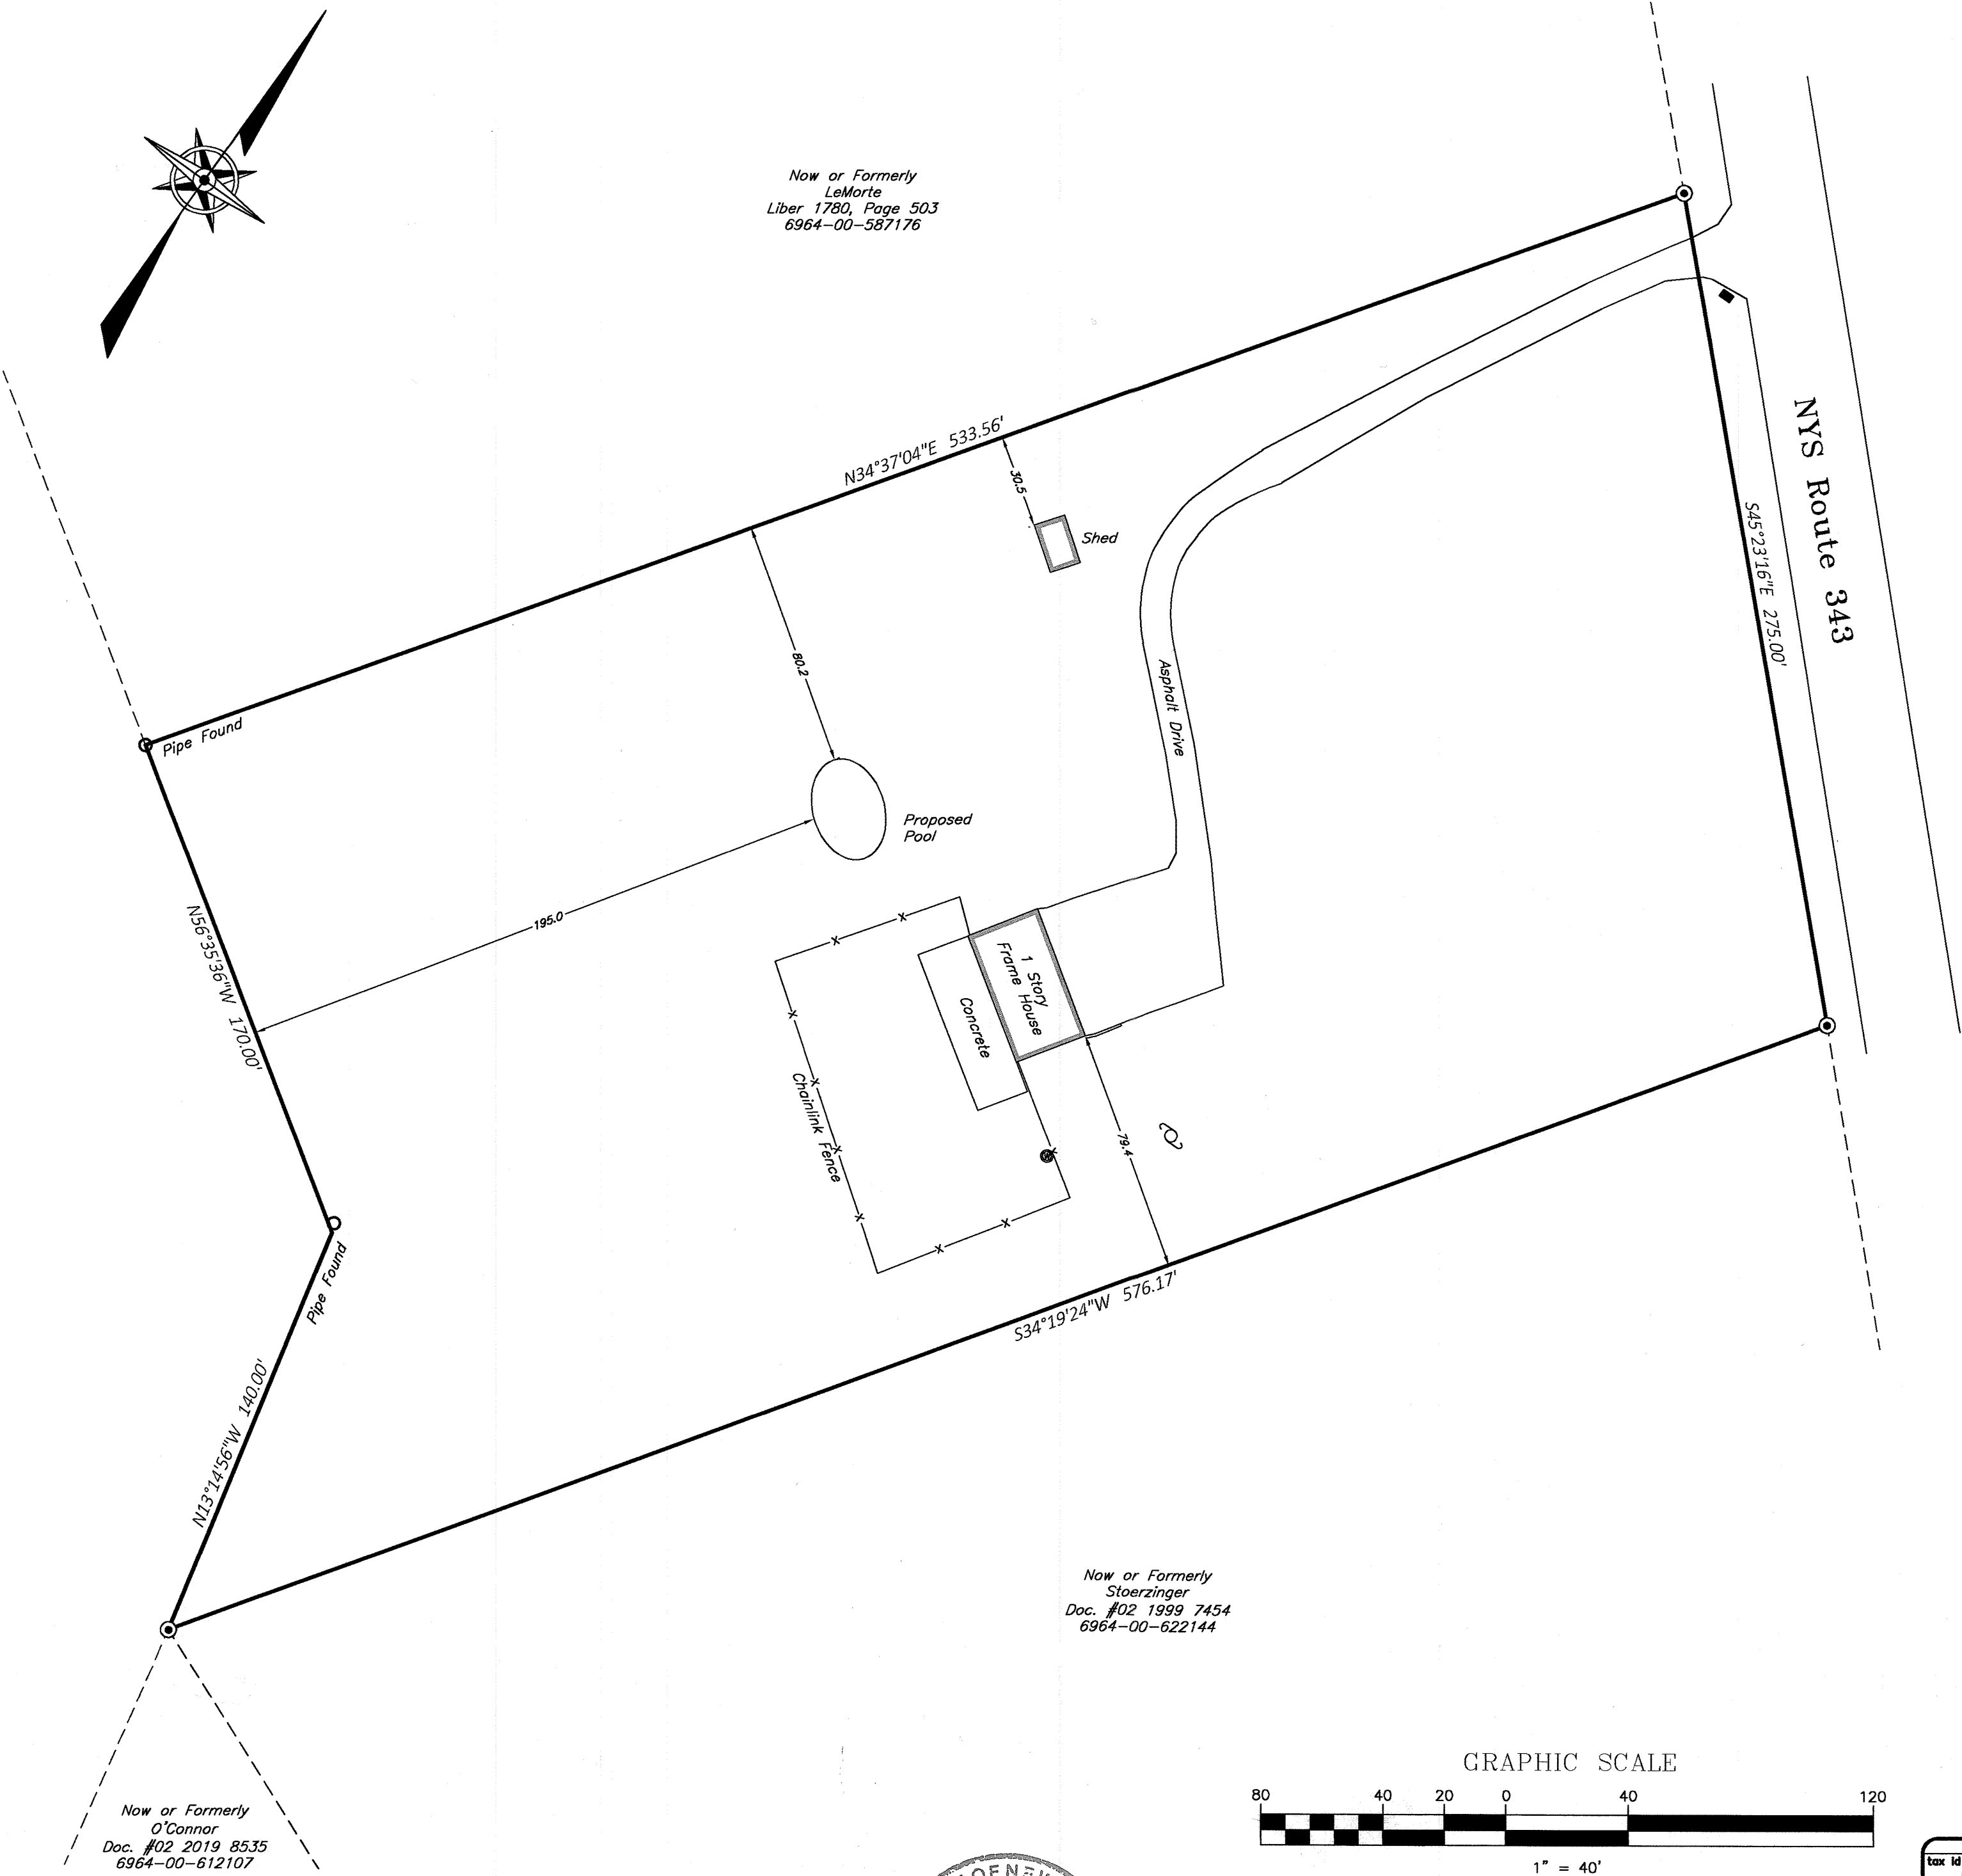 Now or Formerly
LeMorte
Liber 1780, Page 503
6964-00-587176
N34°37'04"E 533.56'
30.5
Shed
NYS Route 343
S45°23'16"E 275.00'
80.2
Asphalt Drive
Pipe Found
Proposed
Pool
195.0
N56°35'36"W 170.00'
1 Story
Frame House
Concrete
Chainlink Fence
79.4
Pipe Found
S34°19'24"W 576.17'
N13°14'56"W 140.00'
Now or Formerly
Stoerzinger
Doc. #02 1999 7454
6964-00-622144
Now or Formerly
O'Connor
Doc. #02 2019 8535
6964-00-612107
GRAPHIC SCALE
80 40 20 0 40 120
1" = 40'
tax id